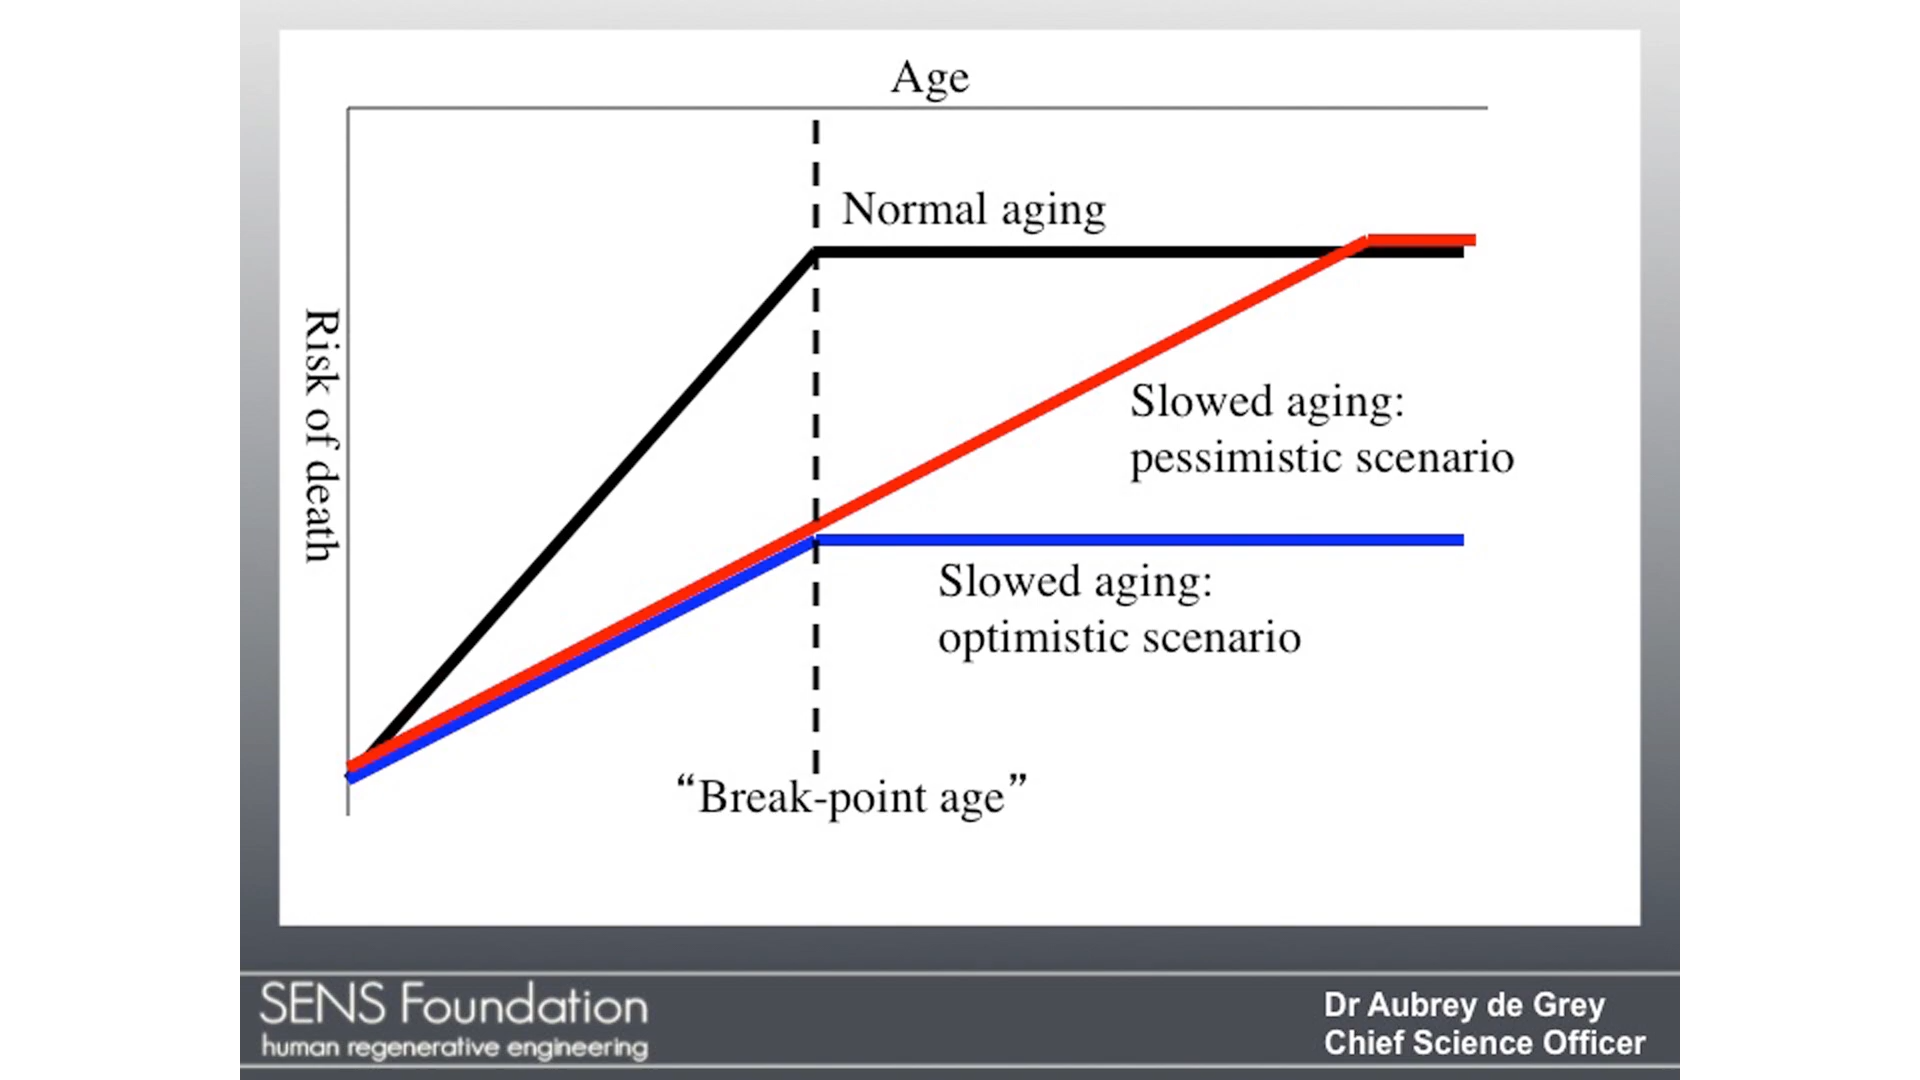 Age
Normal aging
Risk of death
Slowed aging:
pessimistic scenario
Slowed aging:
optimistic scenario
“Break-point age”
SENS Foundation
human regenerative engineering
Dr Aubrey de Grey
Chief Science Officer